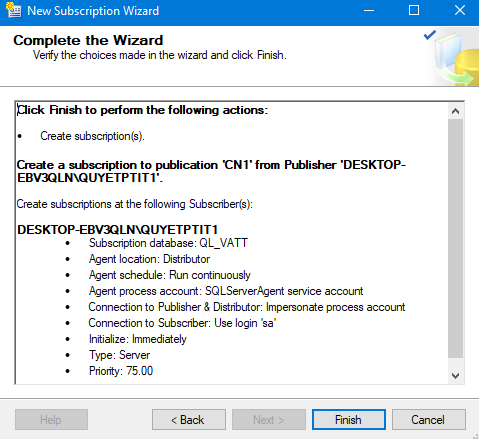 New Subscription Wizard
Complete the Wizard
Verify the choices made in the wizard and click Finish.
Click Finish to perform the following actions:
• Create subscription(s).
Create a subscription to publication 'CN1' from Publisher 'DESKTOP-
EBV3QLN\QUYETPTIT1'.
Create subscriptions at the following Subscriber(s):
DESKTOP-EBV3QLN\QUYETPTIT1
• Subscription database: QL_VATT
• Agent location: Distributor
• Agent schedule: Run continuously
• Agent process account: SQLServerAgent service account
• Connection to Publisher & Distributor: Impersonate process account
• Connection to Subscriber: Use login 'sa'
• Initialize: Immediately
• Type: Server
• Priority: 75.00
Help
< Back
Next >
Finish
Cancel